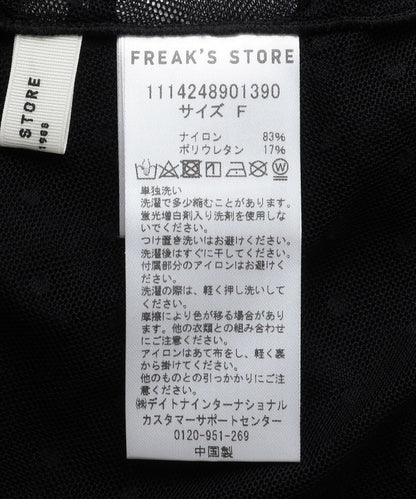 STORE
1986
FREAK'S STORE
1114248901390
サイズ F
ナイロン 83%
ポリウレタン 17%
単独洗い
洗濯で多少縮むことがあります。
蛍光増白剤入り洗剤を使用しな
いでください。
つけ置き洗いはお避けください。
洗濯後はすぐに干してください。
付属部分のアイロンはお避けくだ
さい。
洗濯の際は、軽く押し洗いしてく
ださい。
摩擦により色が移る場合があり
ます。他の衣類との組み合わせ
にご注意ください。
アイロンはあて布をし、軽く裏
から掛けてください。
他のものとの引っかかりにご注
意ください。
㈱デイトナインターナショナル
カスタマーサポートセンター
0120-951-269
中国製